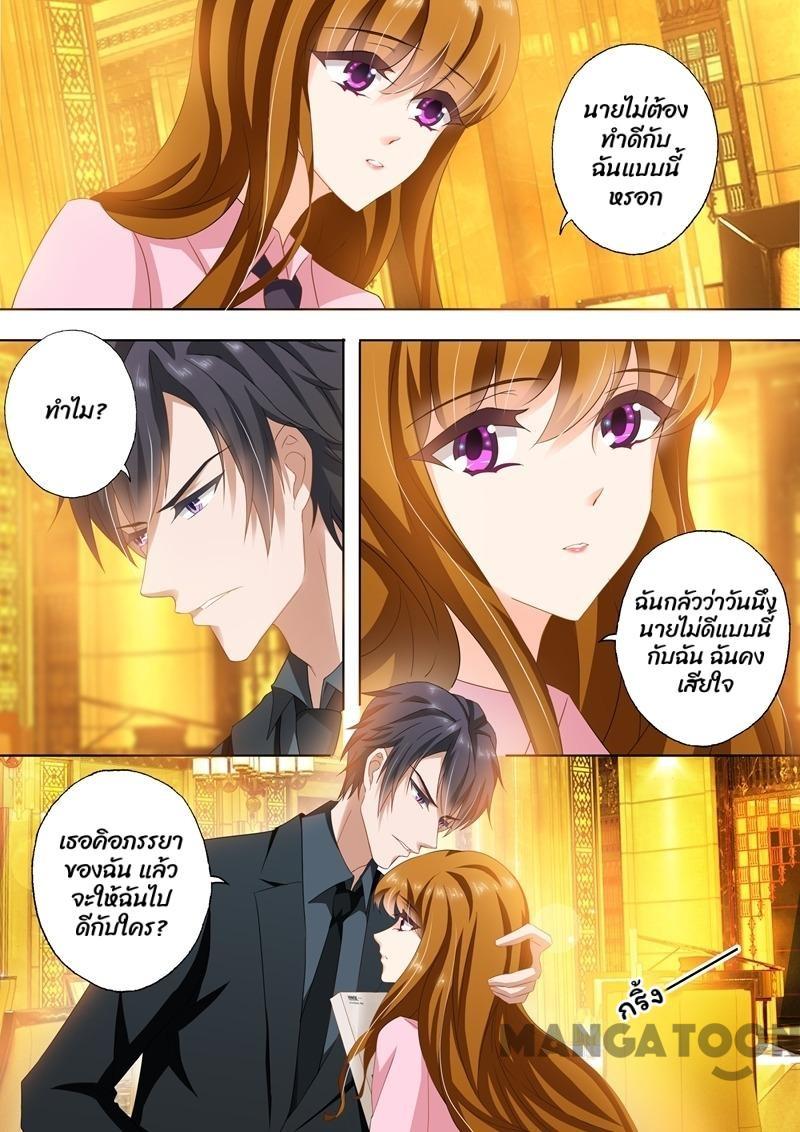 นายไม่ต้อง
ทำดีกับ
ฉันแบบนี้
หรอก
ทำไม?
ฉันกลัวว่าวันนึง
นายไม่ดีแบบนี้
กับฉัน ฉันคง
เสียใจ
เธอคือภรรยา
ของฉัน แล้ว
จะให้ฉันไป
ดีกับใคร?
กริ้ง
MANGATOON